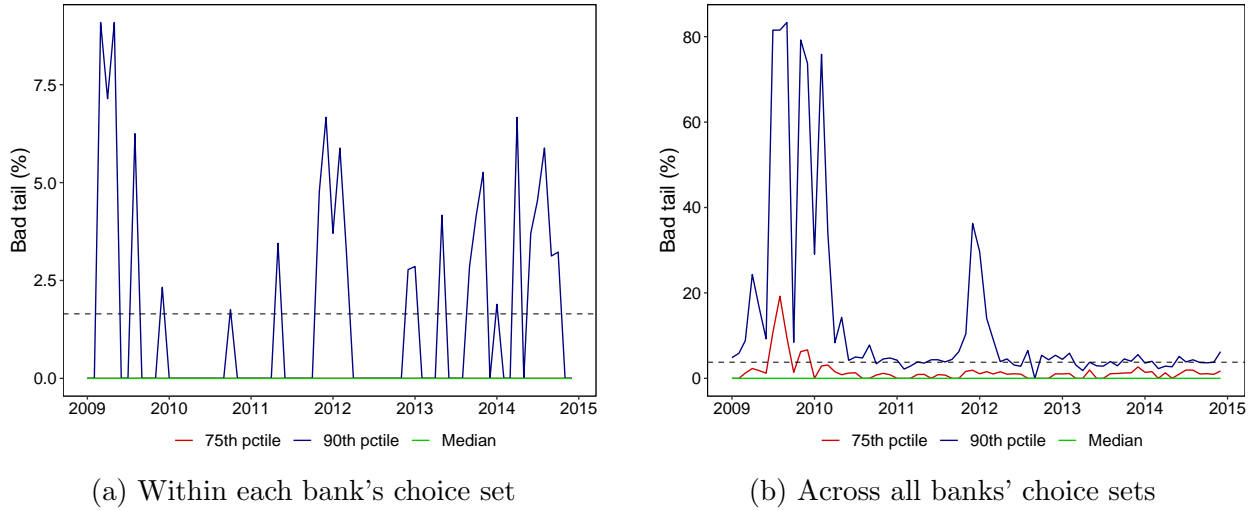 Bad tail (%)
7.5
5.0
2.5
0.0
2009 2010 2011 2012 2013 2014 2015
75th pctile 90th pctile Median
(a) Within each bank's choice set
Bad tail (%)
80
60
40
20
0
2009 2010 2011 2012 2013 2014 2015
75th pctile 90th pctile Median
(b) Across all banks' choice sets